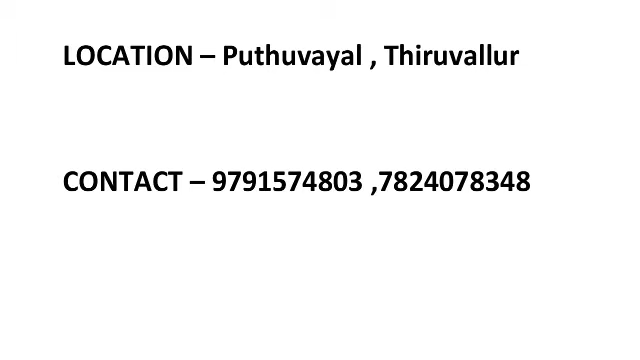 LOCATION – Puthuvayal , Thiruvallur
CONTACT – 9791574803 ,7824078348